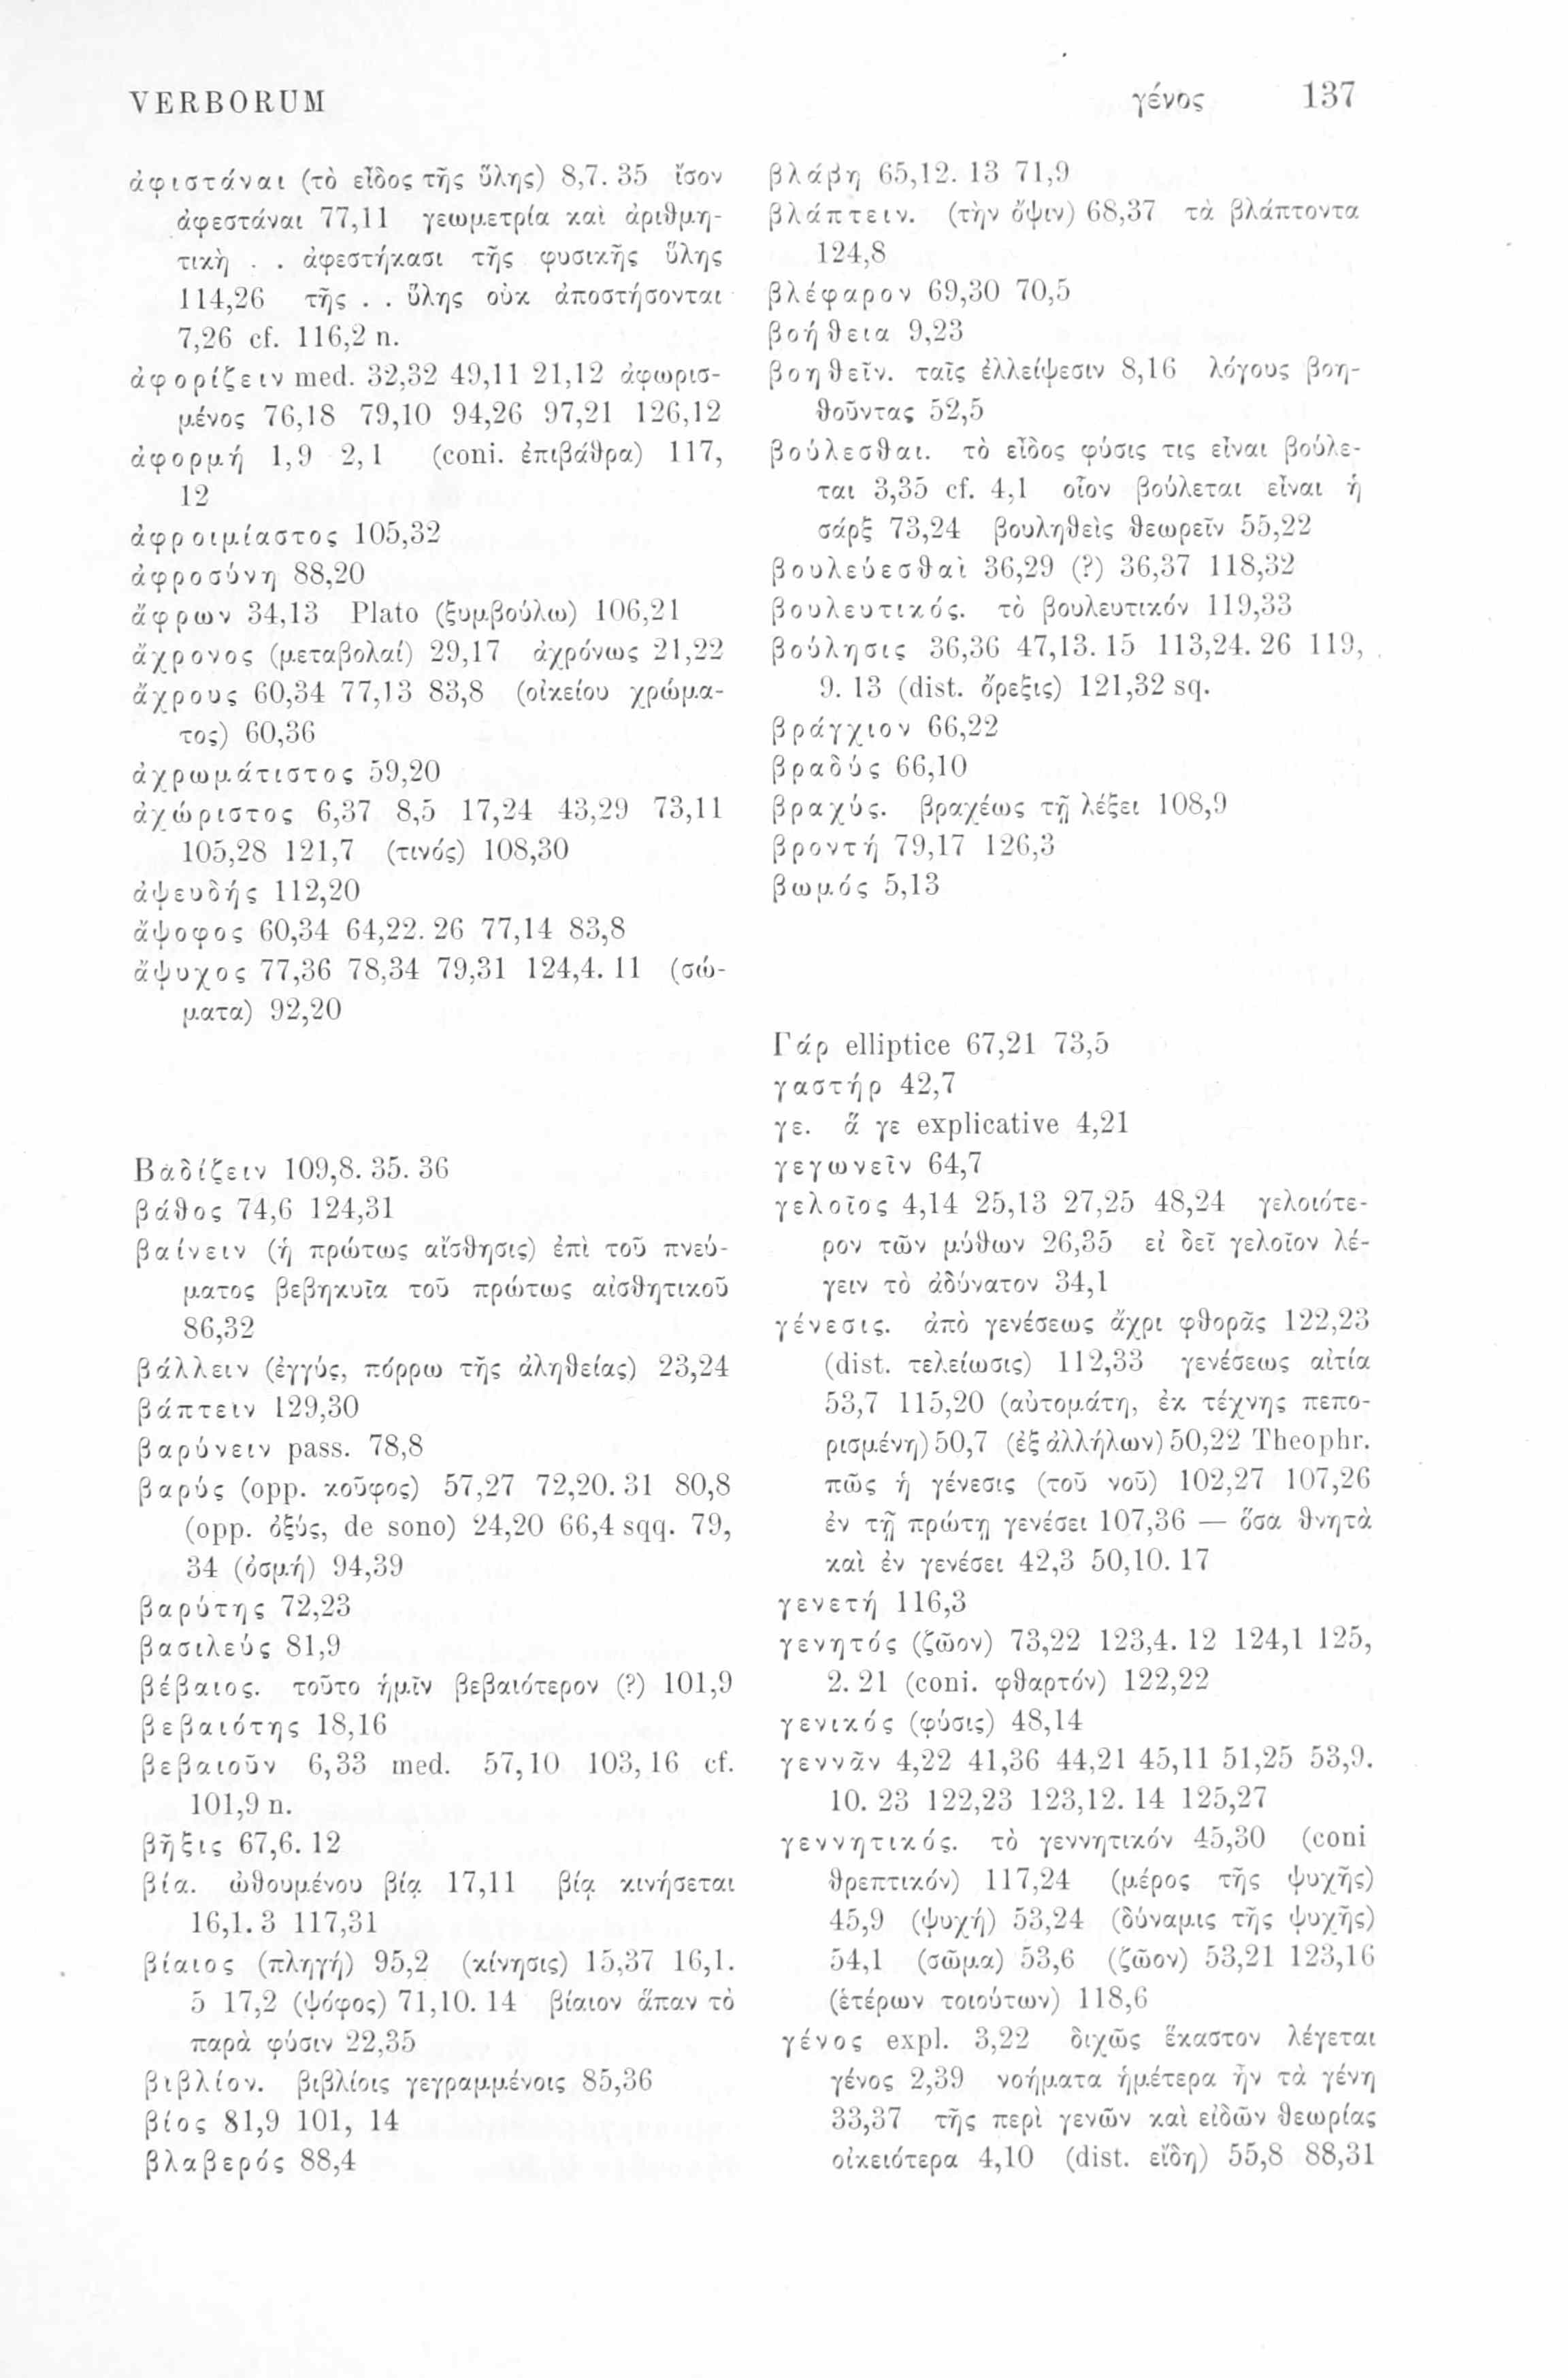 VERBORUM
γένος 137
ἀφιστάναι (τὸ εἶδος τῆς ὕλης) 8,7. 35 ἴσον
ἀφεστάναι 77,11 γεωμετρία καὶ ἀριθμη-
τικὴ . . ἀφεστήκασι τῆς φυσικῆς ὕλης
114,26 τῆς . . ὕλης οὐκ ἀποστήσονται
7,26 cf. 116,2 n.
ἀφορίζειν med. 32,32 49,11 21,12 ἀφωρισ-
μένος 76,18 79,10 94,26 97,21 126,12
ἀφορμή 1,9 2,1 (coni. ἐπιβάθρα) 117,
12
ἀφροιμίαστος 105,32
ἀφροσύνη 88,20
ἄφρων 34,13 Plato (ξυμβούλω) 106,21
ἄχρονος (μεταβολαί) 29,17 ἀχρόνως 21,22
ἄχρους 60,34 77,13 83,8 (οἰκείου χρώμα-
τος) 60,36
ἀχρωμάτιστος 59,20
ἀχώριστος 6,37 8,5 17,24 43,29 73,11
105,28 121,7 (τινός) 108,30
ἀψευδής 112,20
ἄψοφος 60,34 64,22. 26 77,14 83,8
ἄψυχος 77,36 78,34 79,31 124,4. 11 (σώ-
ματα) 92,20
Βαδίζειν 109,8. 35. 36
βάθος 74,6 124,31
βαίνειν (ἡ πρώτως αἴσθησις) ἐπὶ τοῦ πνεύ-
ματος βεβηκυῖα τοῦ πρώτως αἰσθητικοῦ
86,32
βάλλειν (ἐγγύς, πόρρω τῆς ἀληθείας) 23,24
βάπτειν 129,30
βαρύνειν pass. 78,8
βαρύς (opp. κοῦφος) 57,27 72,20. 31 80,8
(opp. ὀξύς, de sono) 24,20 66,4 sqq. 79,
34 (ὀσμή) 94,39
βαρύτης 72,23
βασιλεύς 81,9
βέβαιος. τοῦτο ἡμῖν βεβαιότερον (?) 101,9
βεβαιότης 18,16
βεβαιοῦν 6,33 med. 57,10 103,16 cf.
101,9 n.
βῆξις 67,6. 12
βία. ὠθουμένου βίᾳ 17,11 βίᾳ κινήσεται
16,1. 3 117,31
βίαιος (πληγή) 95,2 (κίνησις) 15,37 16,1.
5 17,2 (ψόφος) 71,10. 14 βίαιον ἅπαν τὸ
παρὰ φύσιν 22,35
βιβλίον. βιβλίοις γεγραμμένοις 85,36
βίος 81,9 101, 14
βλαβερός 88,4
βλάβη 65,12. 13 71,9
βλάπτειν. (τὴν ὄψιν) 68,37 τὰ βλάπτοντα
124,8
βλέφαρον 69,30 70,5
βοήθεια 9,23
βοηθεῖν. ταῖς ἐλλείψεσιν 8,16 λόγους βοη-
θοῦντας 52,5
βούλεσθαι. τὸ εἶδος φύσις τις εἶναι βούλε-
ται 3,35 cf. 4,1 οἷον βούλεται εἶναι ἡ
σάρξ 73,24 βουληθεὶς θεωρεῖν 55,22
βουλεύεσθαὶ 36,29 (?) 36,37 118,32
βουλευτικός. τὸ βουλευτικόν 119,33
βούλησις 36,36 47,13. 15 113,24. 26 119,
9. 13 (dist. ὄρεξις) 121,32 sq.
βράγχιον 66,22
βραδύς 66,10
βραχύς. βραχέως τῇ λέξει 108,9
βροντή 79,17 126,3
βωμός 5,13
Γάρ elliptice 67,21 73,5
γαστήρ 42,7
γε. ἅ γε explicative 4,21
γεγωνεῖν 64,7
γελοῖος 4,14 25,13 27,25 48,24 γελοιότε-
ρον τῶν μύθων 26,35 εἰ δεῖ γελοῖον λέ-
γειν τὸ ἀδύνατον 34,1
γένεσις. ἀπὸ γενέσεως ἄχρι φθορᾶς 122,23
(dist. τελείωσις) 112,33 γενέσεως αἰτία
53,7 115,20 (αὐτομάτη, ἐκ τέχνης πεπο-
ρισμένη) 50,7 (ἐξ ἀλλήλων) 50,22 Theophr.
πῶς ἡ γένεσις (τοῦ νοῦ) 102,27 107,26
ἐν τῇ πρώτῃ γενέσει 107,36 — ὅσα θνητὰ
καὶ ἐν γενέσει 42,3 50,10. 17
γενετή 116,3
γενητός (ζῶον) 73,22 123,4. 12 124,1 125,
2. 21 (coni. φθαρτόν) 122,22
γενικός (φύσις) 48,14
γεννᾶν 4,22 41,36 44,21 45,11 51,25 53,9.
10. 23 122,23 123,12. 14 125,27
γεννητικός. τὸ γεννητικόν 45,30 (coni
θρεπτικόν) 117,24 (μέρος τῆς ψυχῆς)
45,9 (ψυχή) 53,24 (δύναμις τῆς ψυχῆς)
54,1 (σῶμα) 53,6 (ζῶον) 53,21 123,16
(ἑτέρων τοιούτων) 118,6
γένος expl. 3,22 διχῶς ἕκαστον λέγεται
γένος 2,39 νοήματα ἡμέτερα ἦν τὰ γένη
33,37 τῆς περὶ γενῶν καὶ εἰδῶν θεωρίας
οἰκειότερα 4,10 (dist. εἴδη) 55,8 88,31